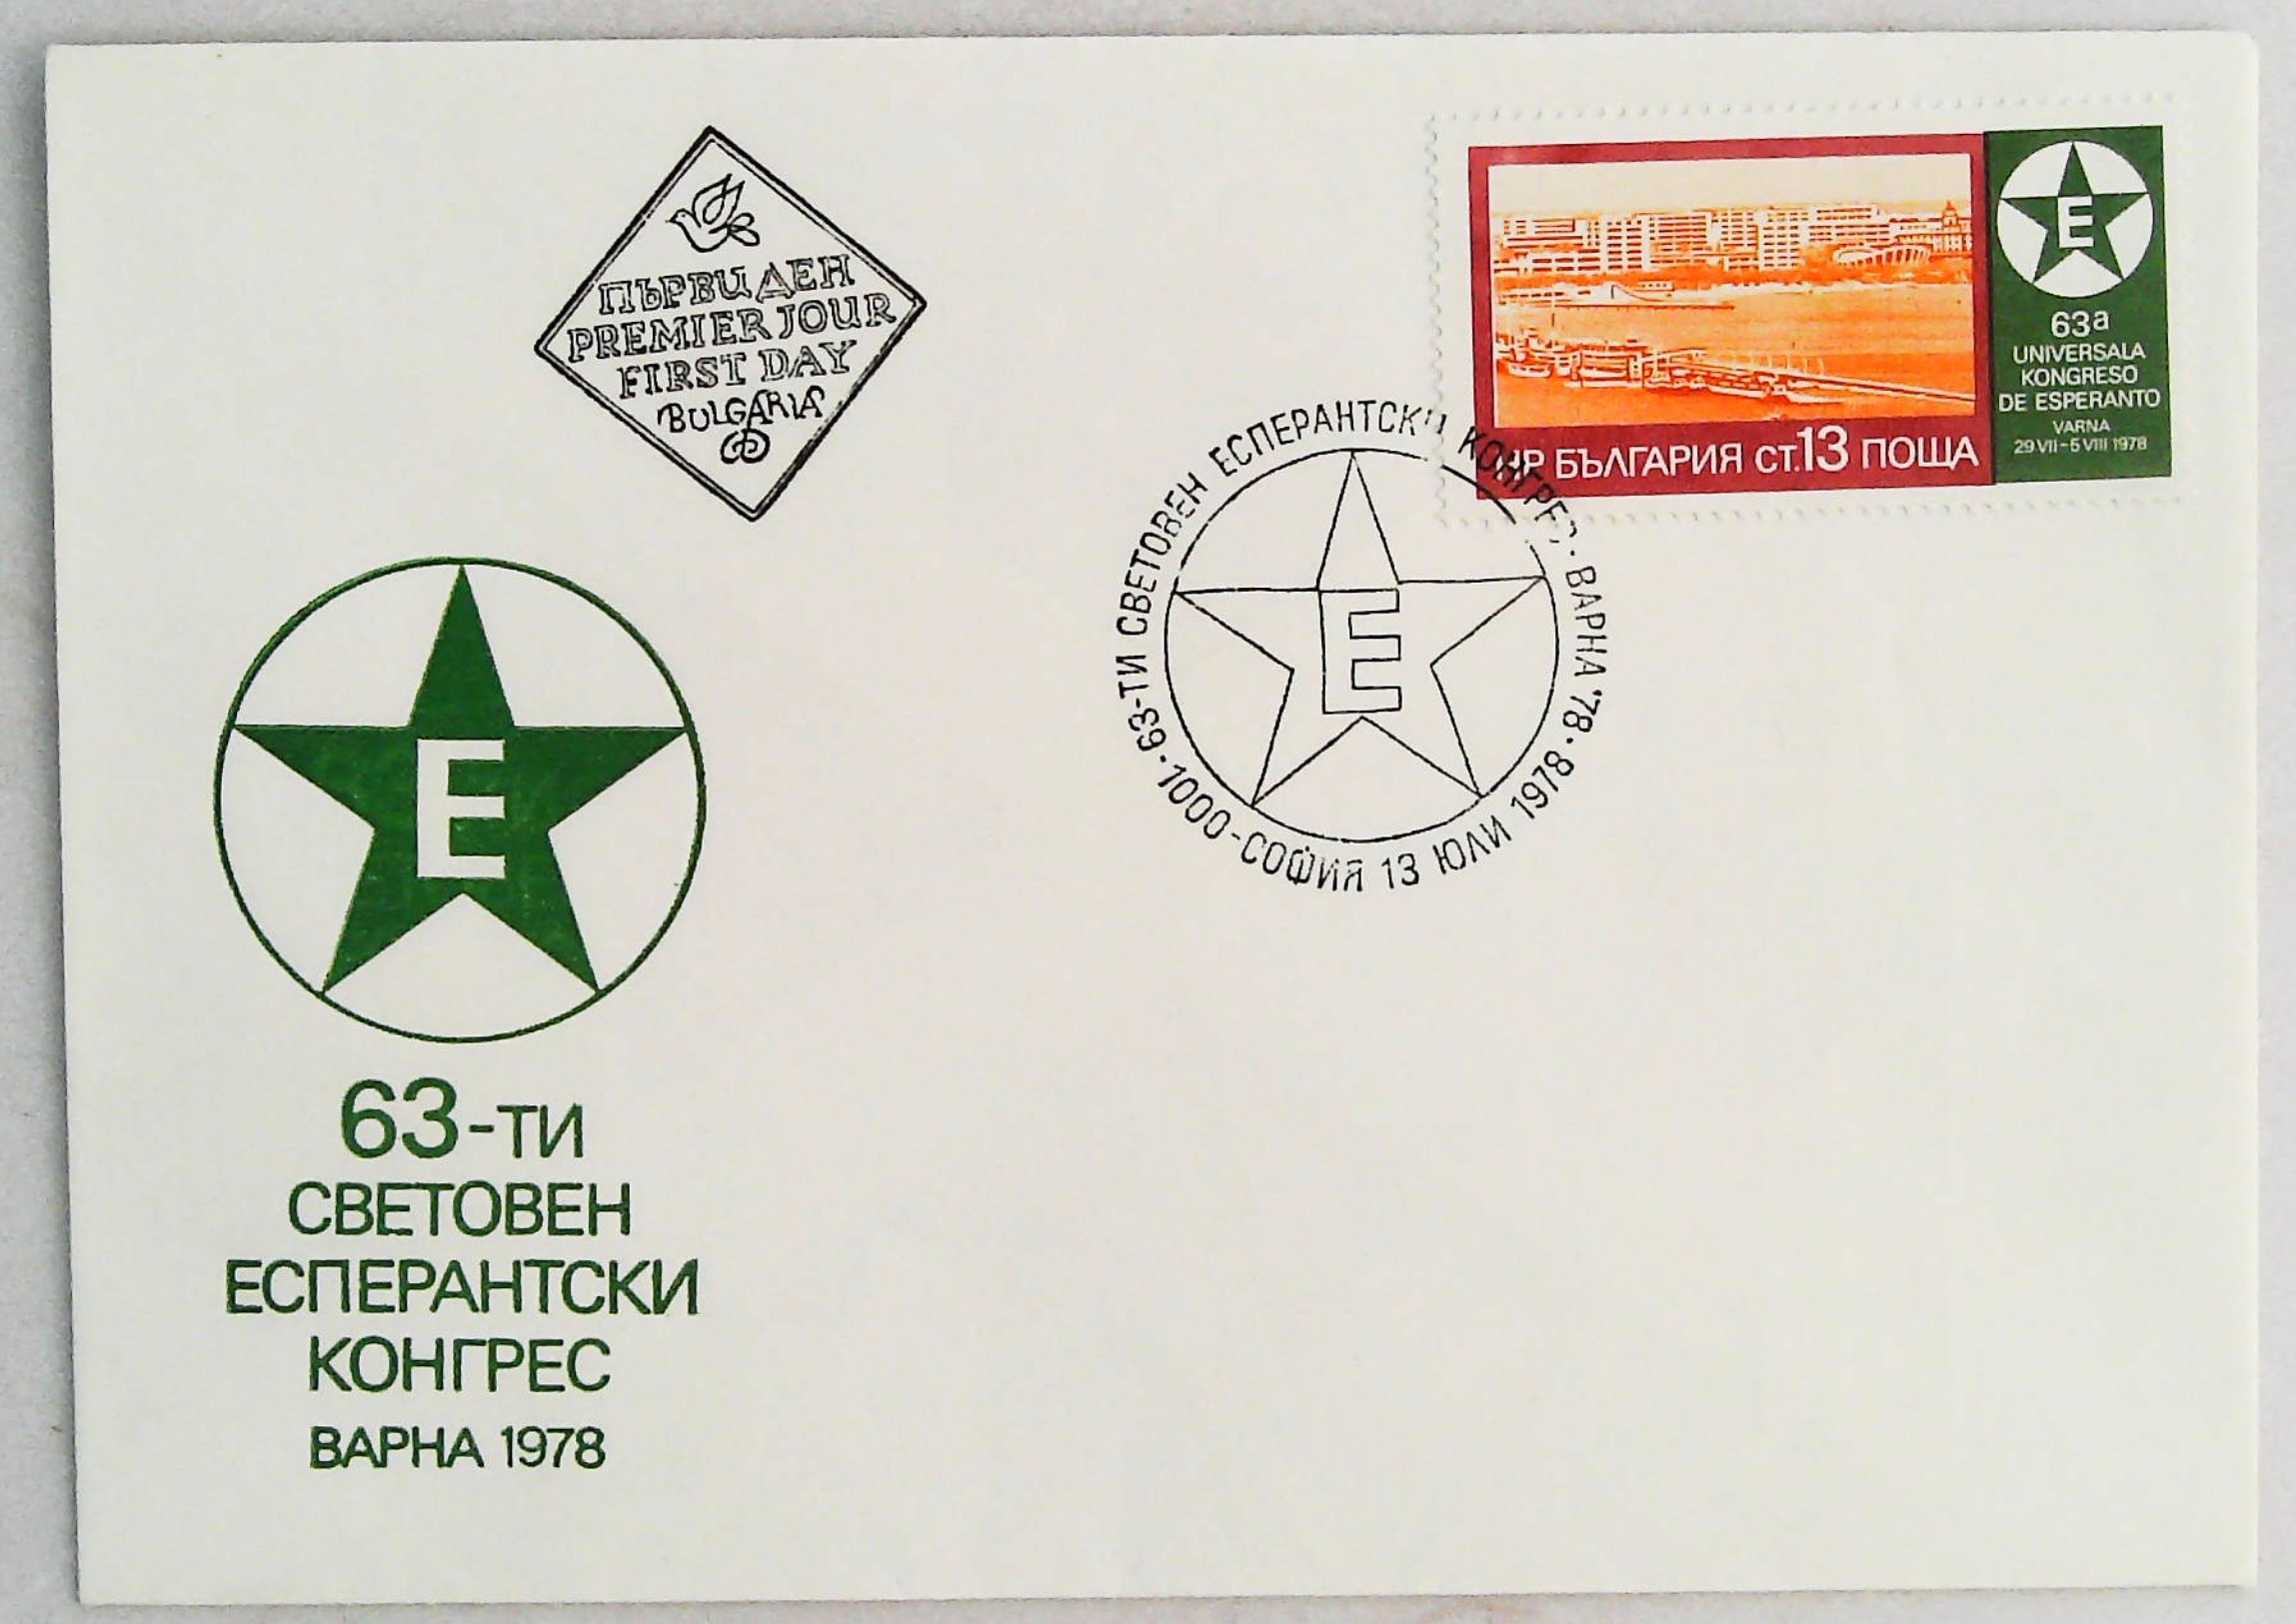 ПЪРВИ ДЕН
PREMIER JOUR
FIRST DAY
BULGARIA
E
63a
UNIVERSALA
KONGRESO
DE ESPERANTO
VARNA
29 VII-5 VIII 1978
НР БЪЛГАРИЯ СТ.13 ПОЩА
63-ТИ СВЕТОВЕН ЕСПЕРАНТСКИ КОНГРЕС · ВАРНА '78 ·
1000-СОФИЯ 13 ЮЛИ 1978 ·
E
E
63-ТИ
СВЕТОВЕН
ЕСПЕРАНТСКИ
КОНГРЕС
ВАРНА 1978